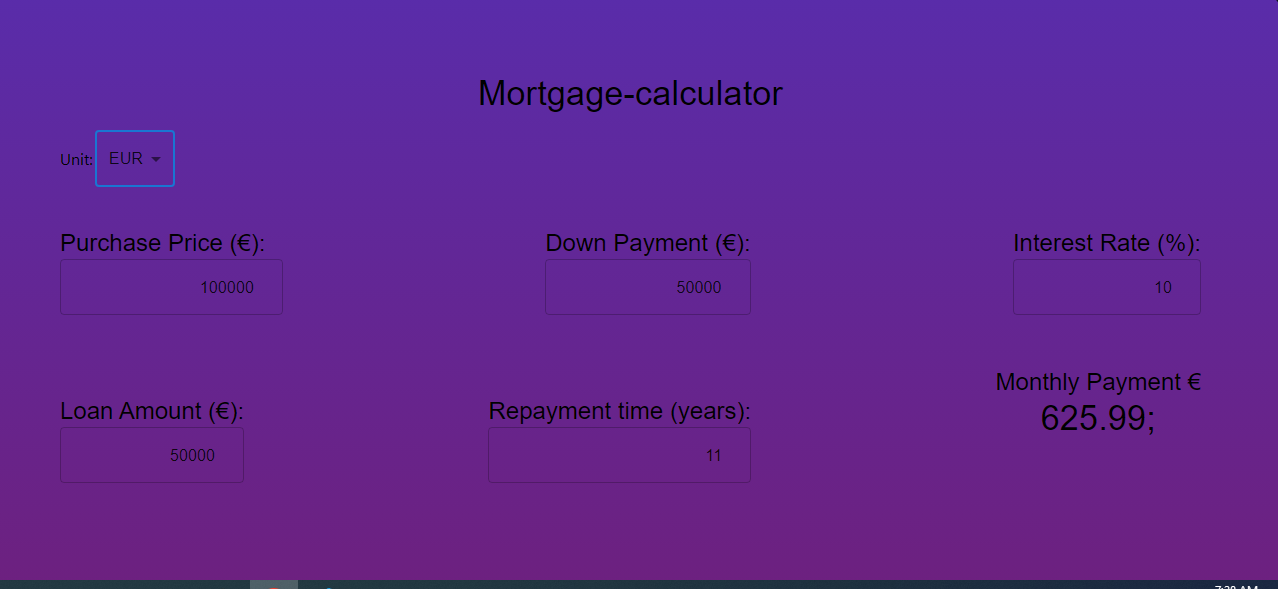 Mortgage-calculator
Unit: EUR
Purchase Price (€): Down Payment (€): Interest Rate (%):
100000 50000 10
Monthly Payment €
625.99;
Loan Amount (€): Repayment time (years):
50000 11